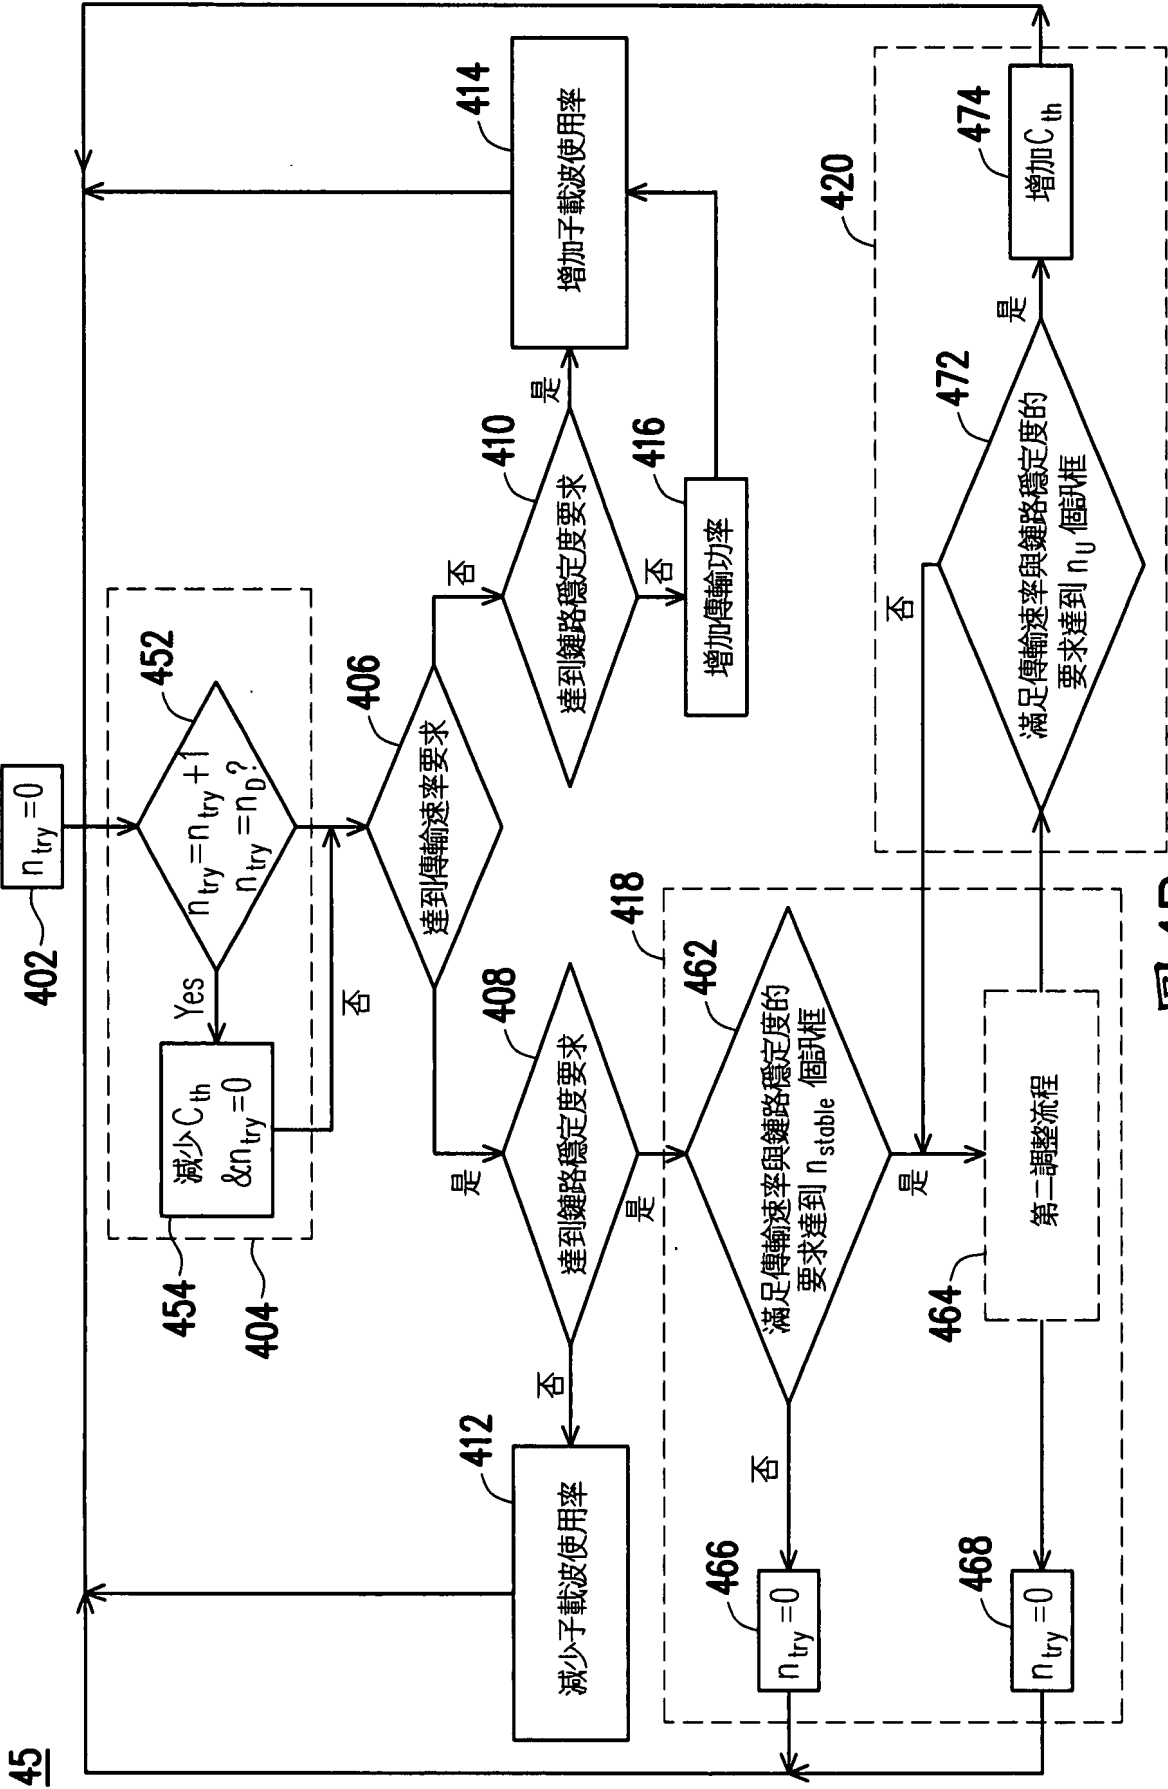 45
402
n_try=0
404
452
n_try=n_try+1
n_try=n_D?
Yes
454
減少C_th
&n_try=0
否
406
達到傳輸速率要求
是
否
408
達到鏈路穩定度要求
否
是
410
達到鏈路穩定度要求
是
否
412
減少子載波使用率
414
增加子載波使用率
416
增加傳輸功率
418
462
滿足傳輸速率與鏈路穩定度的
要求達到 n_stable 個訊框
否
是
466
n_try=0
464
第二調整流程
468
n_try=0
420
472
滿足傳輸速率與鏈路穩定度的
要求達到 n_U 個訊框
否
是
474
增加C_th